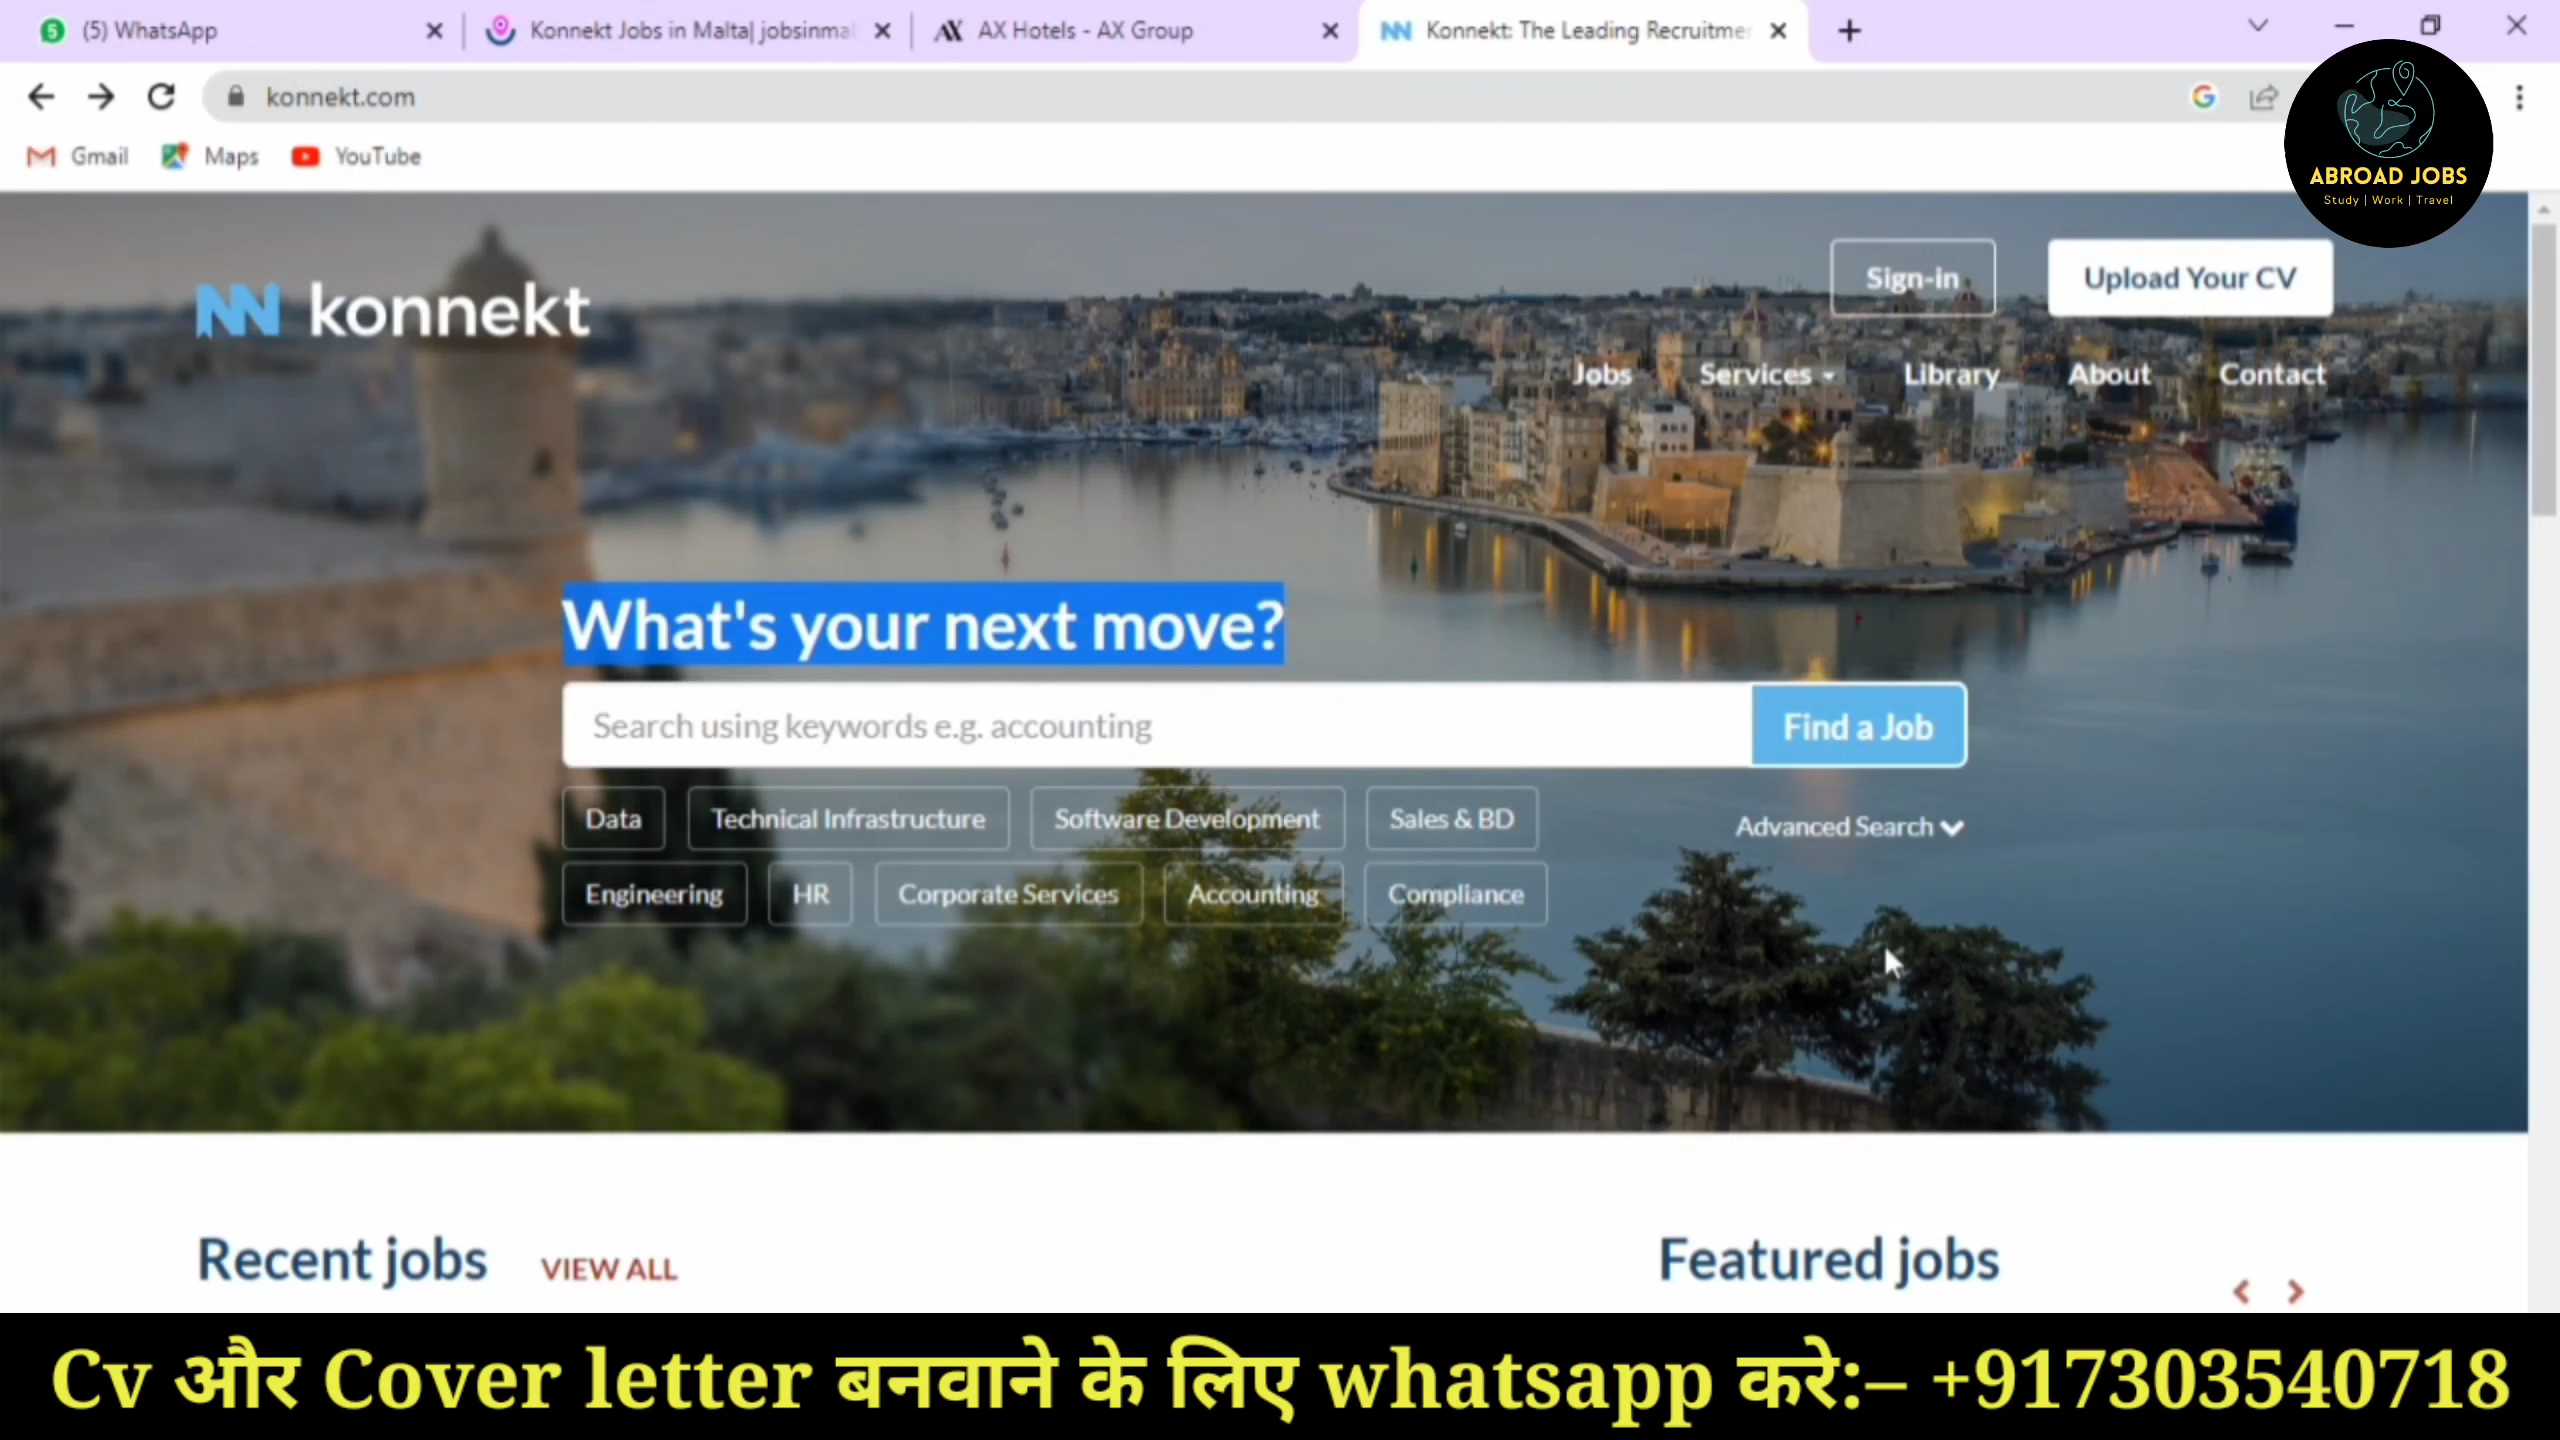 5 (5) WhatsApp
Konnekt Jobs in Malta| jobsinmal
AX Hotels - AX Group
Konnekt: The Leading Recruitmen
konnekt.com
Gmail
Maps
YouTube
ABROAD JOBS
Study | Work | Travel
Sign-in
Upload Your CV
konnekt
Jobs
Services
Library
About
Contact
What's your next move?
Search using keywords e.g. accounting
Find a Job
Data
Technical Infrastructure
Software Development
Sales & BD
Advanced Search
Engineering
HR
Corporate Services
Accounting
Compliance
Recent jobs
VIEW ALL
Featured jobs
Cv और Cover letter बनवाने के लिए whatsapp करे:– +917303540718